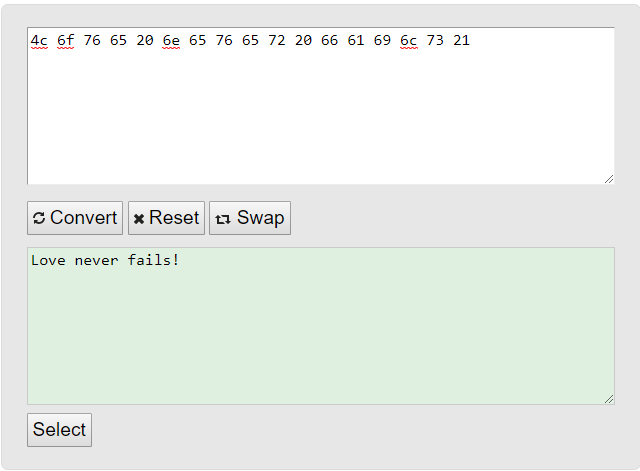 4c 6f 76 65 20 6e 65 76 65 72 20 66 61 69 6c 73 21
Convert Reset Swap
Love never fails!
Select